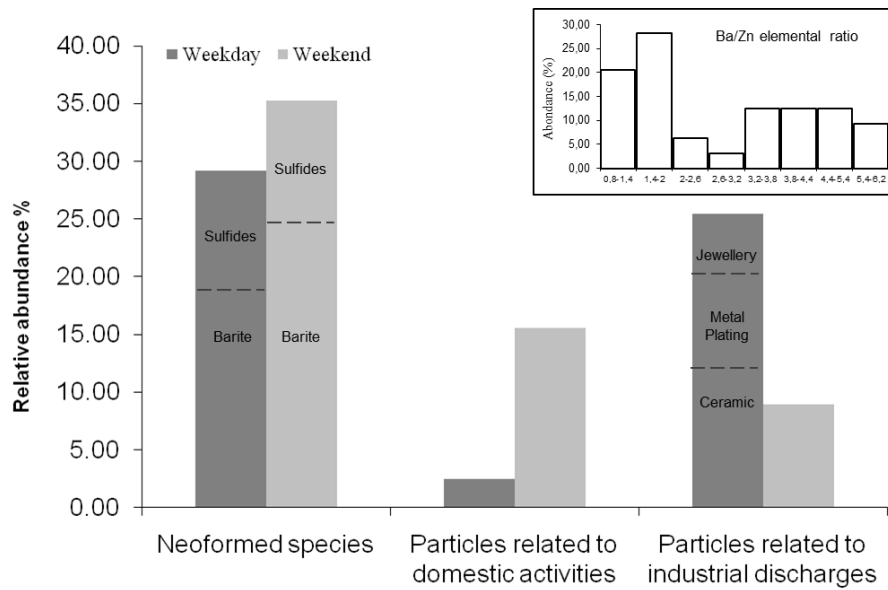 40.00
35.00
30.00
25.00
20.00
15.00
10.00
5.00
0.00
Relative abundance %
Weekday Weekend
Sulfides
Barite
Sulfides
Barite
Jewellery
Metal
Plating
Ceramic
Neoformed species
Particles related to
domestic activities
Particles related to
industrial discharges
Ba/Zn elemental ratio
Abondance (%)
30,00
25,00
20,00
15,00
10,00
5,00
0,00
0,8-1,4 1,4-2 2-2,6 2,6-3,2 3,2-3,8 3,8-4,4 4,4-5,4 5,4-6,2